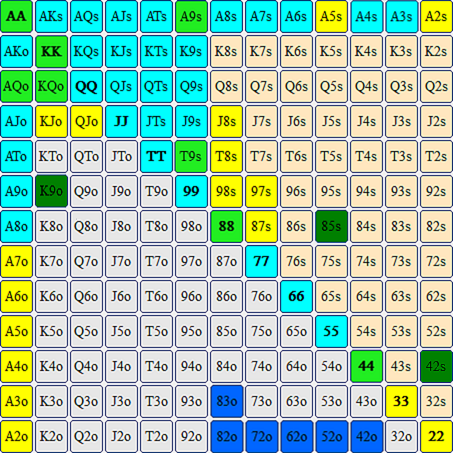 AA AKs AQs AJs ATs A9s A8s A7s A6s A5s A4s A3s A2s
AKo KK KQs KJs KTs K9s K8s K7s K6s K5s K4s K3s K2s
AQo KQo QQ QJs QTs Q9s Q8s Q7s Q6s Q5s Q4s Q3s Q2s
AJo KJo QJo JJ JTs J9s J8s J7s J6s J5s J4s J3s J2s
ATo KTo QTo JTo TT T9s T8s T7s T6s T5s T4s T3s T2s
A9o K9o Q9o J9o T9o 99 98s 97s 96s 95s 94s 93s 92s
A8o K8o Q8o J8o T8o 98o 88 87s 86s 85s 84s 83s 82s
A7o K7o Q7o J7o T7o 97o 87o 77 76s 75s 74s 73s 72s
A6o K6o Q6o J6o T6o 96o 86o 76o 66 65s 64s 63s 62s
A5o K5o Q5o J5o T5o 95o 85o 75o 65o 55 54s 53s 52s
A4o K4o Q4o J4o T4o 94o 84o 74o 64o 54o 44 43s 42s
A3o K3o Q3o J3o T3o 93o 83o 73o 63o 53o 43o 33 32s
A2o K2o Q2o J2o T2o 92o 82o 72o 62o 52o 42o 32o 22